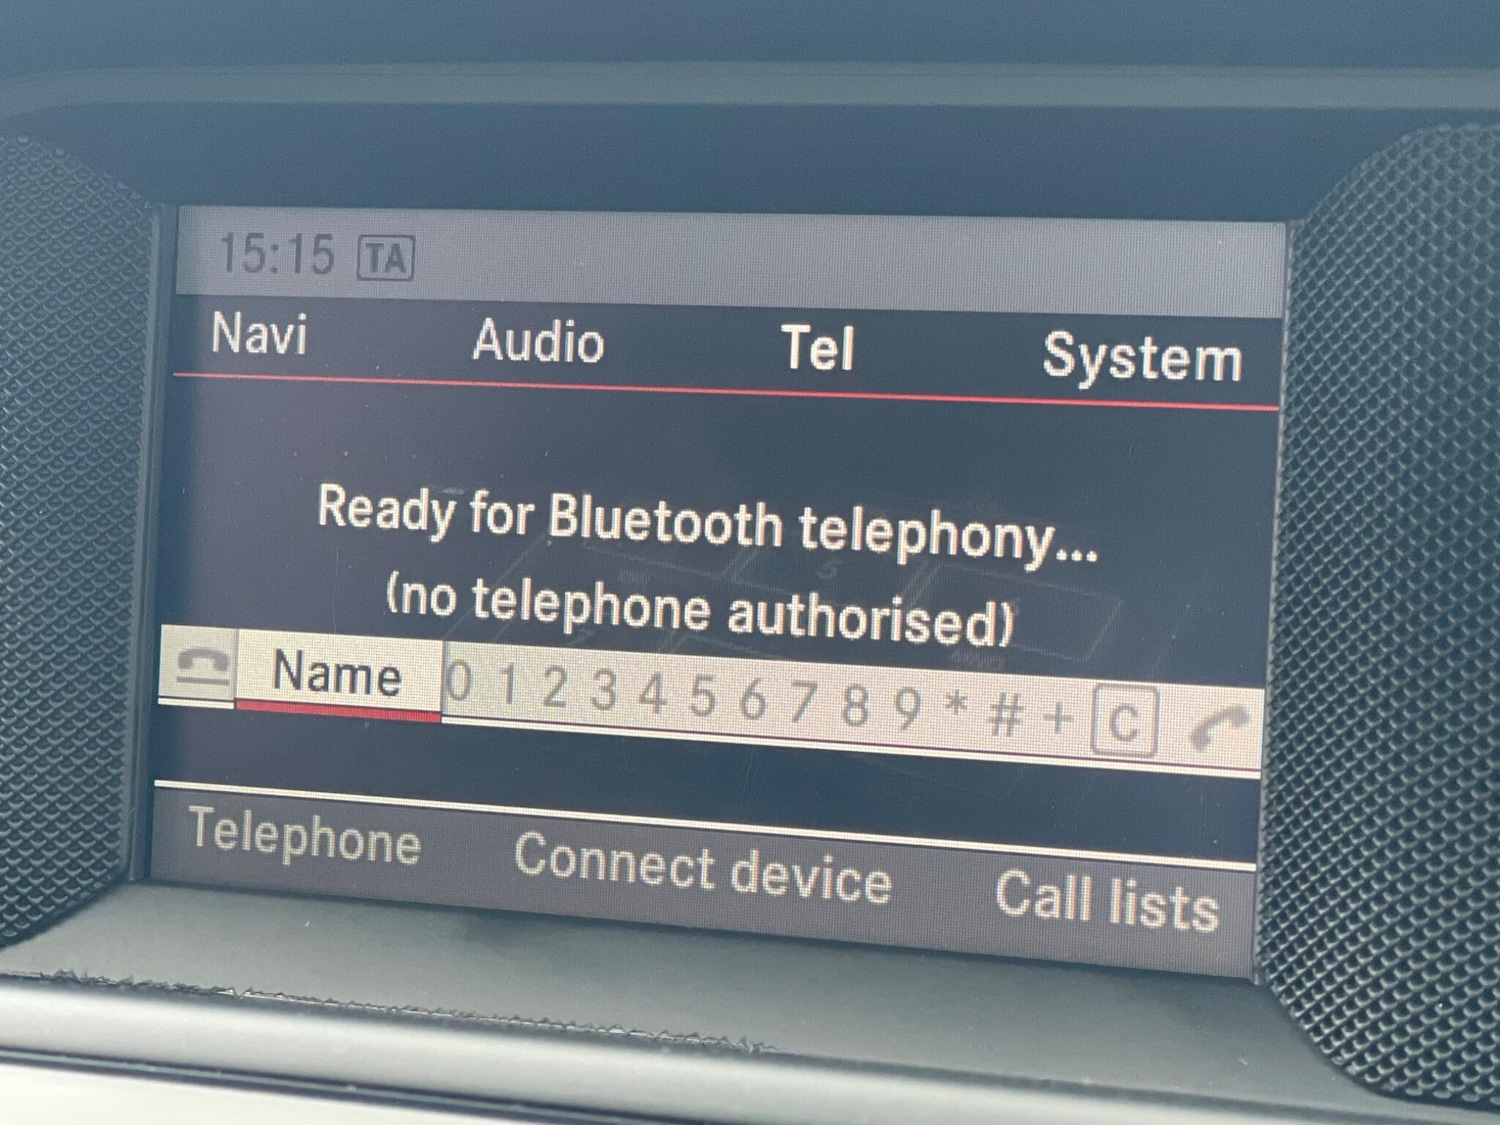 15:15 TA
Navi Audio Tel System
Ready for Bluetooth telephony...
(no telephone authorised)
Name 0 1 2 3 4 5 6 7 8 9 * # + C
Telephone Connect device Call lists